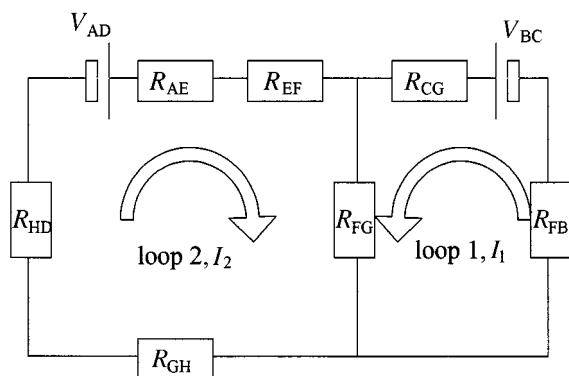 V_AD
V_BC
R_AE
R_EF
R_CG
R_HD
R_FG
R_FB
loop 2, I_2
loop 1, I_1
R_GH